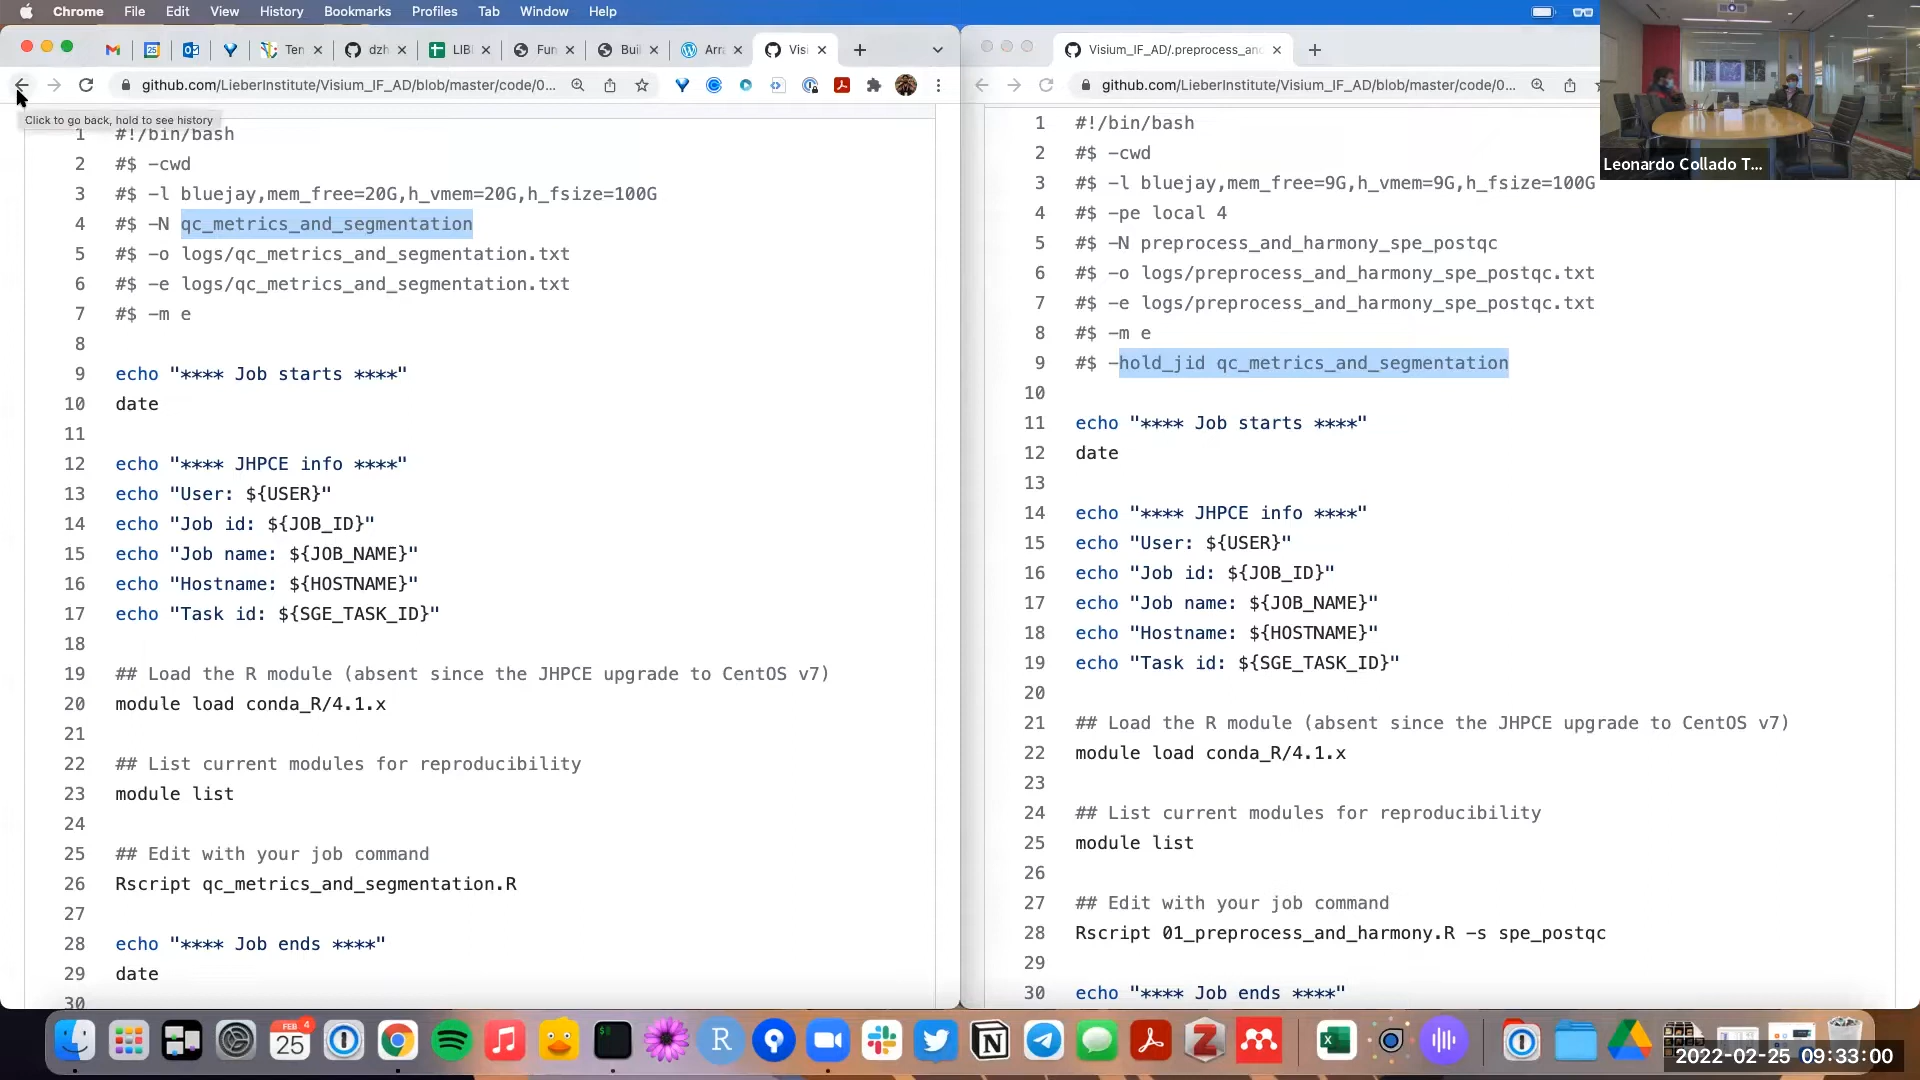 Chrome File Edit View History Bookmarks Profiles Tab Window Help
Ten dzh LIBI Fun Buil Arra Visi
Visium_IF_AD/.preprocess_and
github.com/LieberInstitute/Visium_IF_AD/blob/master/code/0...
github.com/LieberInstitute/Visium_IF_AD/blob/master/code/0...
Click to go back, hold to see history
Leonardo Collado T...
1 #!/bin/bash
2 #$ -cwd
3 #$ -l bluejay,mem_free=20G,h_vmem=20G,h_fsize=100G
4 #$ -N qc_metrics_and_segmentation
5 #$ -o logs/qc_metrics_and_segmentation.txt
6 #$ -e logs/qc_metrics_and_segmentation.txt
7 #$ -m e
8
9 echo "**** Job starts ****"
10 date
11
12 echo "**** JHPCE info ****"
13 echo "User: ${USER}"
14 echo "Job id: ${JOB_ID}"
15 echo "Job name: ${JOB_NAME}"
16 echo "Hostname: ${HOSTNAME}"
17 echo "Task id: ${SGE_TASK_ID}"
18
19 ## Load the R module (absent since the JHPCE upgrade to CentOS v7)
20 module load conda_R/4.1.x
21
22 ## List current modules for reproducibility
23 module list
24
25 ## Edit with your job command
26 Rscript qc_metrics_and_segmentation.R
27
28 echo "**** Job ends ****"
29 date
30
1 #!/bin/bash
2 #$ -cwd
3 #$ -l bluejay,mem_free=9G,h_vmem=9G,h_fsize=100G
4 #$ -pe local 4
5 #$ -N preprocess_and_harmony_spe_postqc
6 #$ -o logs/preprocess_and_harmony_spe_postqc.txt
7 #$ -e logs/preprocess_and_harmony_spe_postqc.txt
8 #$ -m e
9 #$ -hold_jid qc_metrics_and_segmentation
10
11 echo "**** Job starts ****"
12 date
13
14 echo "**** JHPCE info ****"
15 echo "User: ${USER}"
16 echo "Job id: ${JOB_ID}"
17 echo "Job name: ${JOB_NAME}"
18 echo "Hostname: ${HOSTNAME}"
19 echo "Task id: ${SGE_TASK_ID}"
20
21 ## Load the R module (absent since the JHPCE upgrade to CentOS v7)
22 module load conda_R/4.1.x
23
24 ## List current modules for reproducibility
25 module list
26
27 ## Edit with your job command
28 Rscript 01_preprocess_and_harmony.R -s spe_postqc
29
30 echo "**** Job ends ****"
FEB 4
25
2022-02-25 09:33:00